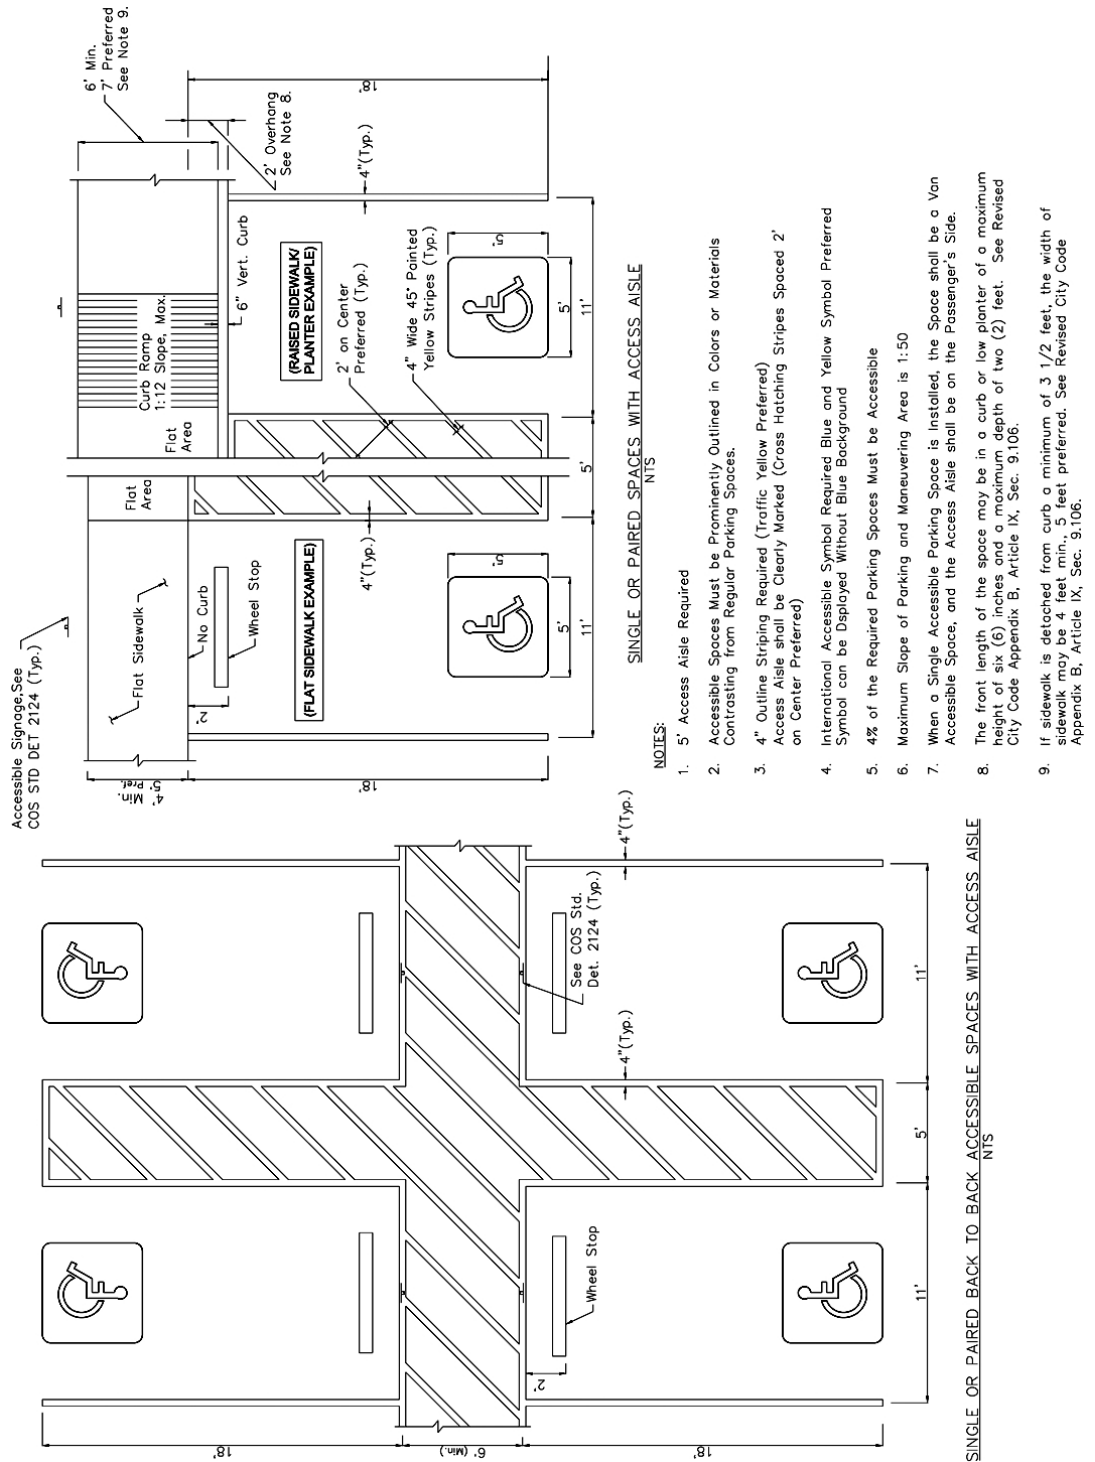 Accessible Signage,See
COS STD DET 2124 (Typ.)
4' Min.
5' Pref.
18'
2'
Flat Sidewalk
No Curb
Wheel Stop
(FLAT SIDEWALK EXAMPLE)
Flat
Area
4"(Typ.)
5'
5'
11'
Flat
Area
Curb Ramp
1:12 Slope, Max.
6" Vert. Curb
(RAISED SIDEWALK/
PLANTER EXAMPLE)
2' on Center
Preferred (Typ.)
4" Wide 45° Painted
Yellow Stripes (Typ.)
6' Min.
7' Preferred
See Note 9.
2' Overhang
See Note 8.
18'
4"(Typ.)
5'
5'
5'
11'
SINGLE OR PAIRED SPACES WITH ACCESS AISLE
NTS
NOTES:
1. 5' Access Aisle Required
2. Accessible Spaces Must be Prominently Outlined in Colors or Materials
Contrasting from Regular Parking Spaces.
3. 4" Outline Striping Required (Traffic Yellow Preferred)
Access Aisle shall be Clearly Marked (Cross Hatching Stripes Spaced 2'
on Center Preferred)
4. International Accessible Symbol Required Blue and Yellow Symbol Preferred
Symbol can be Dsplayed Without Blue Background
5. 4% of the Required Parking Spaces Must be Accessible
6. Maximum Slope of Parking and Maneuvering Area is 1:50
7. When a Single Accessible Parking Space is Installed, the Space shall be a Van
Accessible Space, and the Access Aisle shall be on the Passenger's Side.
8. The front length of the space may be in a curb or low planter of a maximum
height of six (6) inches and a maximum depth of two (2) feet. See Revised
City Code Appendix B, Article IX, Sec. 9.106.
9. If sidewalk is detached from curb a minimum of 3 1/2 feet, the width of
sidewalk may be 4 feet min., 5 feet preferred. See Revised City Code
Appendix B, Article IX, Sec. 9.106.
18'
6' (Min.)
18'
2'
Wheel Stop
See COS Std.
Det. 2124 (Typ.)
4"(Typ.)
4"(Typ.)
11'
5'
11'
SINGLE OR PAIRED BACK TO BACK ACCESSIBLE SPACES WITH ACCESS AISLE
NTS